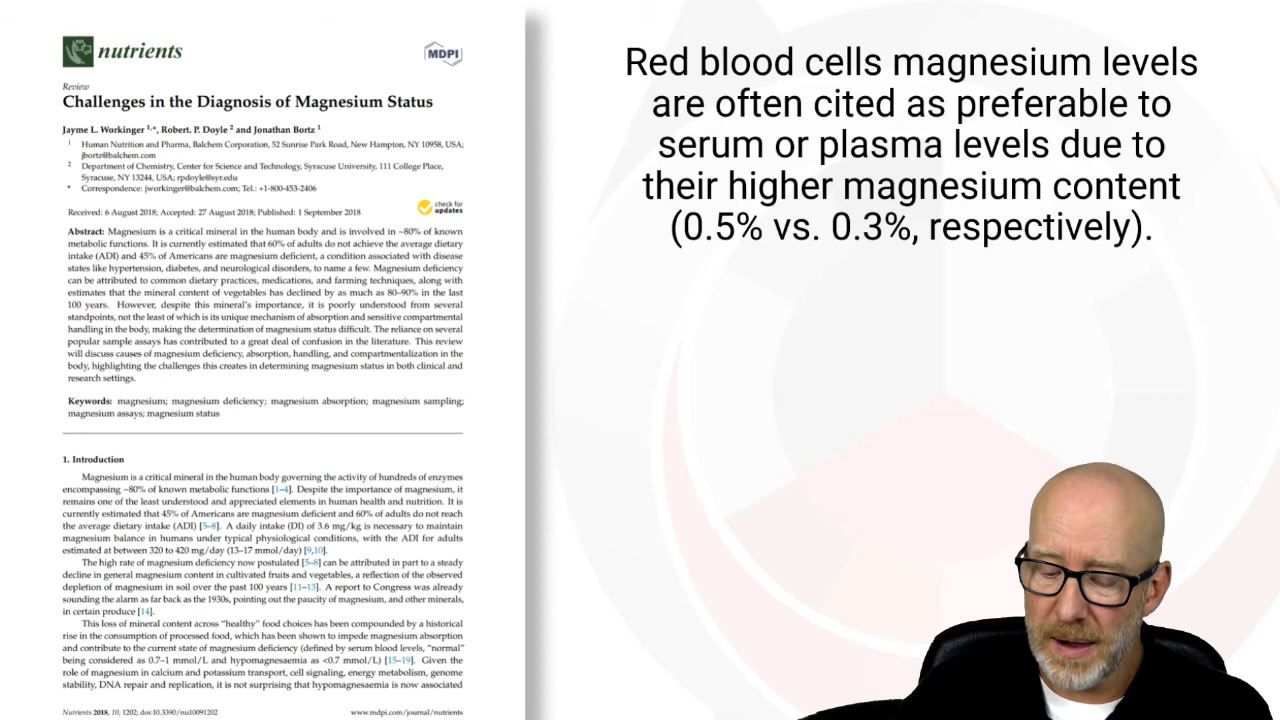 nutrients
MDPI
Review
Challenges in the Diagnosis of Magnesium Status
Jayme L. Workinger 1,*, Robert. P. Doyle 2 and Jonathan Bortz 1
1 Human Nutrition and Pharma, Balchem Corporation, 52 Sunrise Park Road, New Hampton, NY 10958, USA;
jbortz@balchem.com
2 Department of Chemistry, Center for Science and Technology, Syracuse University, 111 College Place,
Syracuse, NY 13244, USA; rpdoyle@syr.edu
* Correspondence: jworkinger@balchem.com; Tel.: +1-800-453-2406
Received: 6 August 2018; Accepted: 27 August 2018; Published: 1 September 2018
check for
updates
Abstract: Magnesium is a critical mineral in the human body and is involved in ~80% of known
metabolic functions. It is currently estimated that 60% of adults do not achieve the average dietary
intake (ADI) and 45% of Americans are magnesium deficient, a condition associated with disease
states like hypertension, diabetes, and neurological disorders, to name a few. Magnesium deficiency
can be attributed to common dietary practices, medications, and farming techniques, along with
estimates that the mineral content of vegetables has declined by as much as 80–90% in the last
100 years. However, despite this mineral's importance, it is poorly understood from several
standpoints, not the least of which is its unique mechanism of absorption and sensitive compartmental
handling in the body, making the determination of magnesium status difficult. The reliance on several
popular sample assays has contributed to a great deal of confusion in the literature. This review
will discuss causes of magnesium deficiency, absorption, handling, and compartmentalization in the
body, highlighting the challenges this creates in determining magnesium status in both clinical and
research settings.
Keywords: magnesium; magnesium deficiency; magnesium absorption; magnesium sampling;
magnesium assays; magnesium status
1. Introduction
Magnesium is a critical mineral in the human body governing the activity of hundreds of enzymes
encompassing ~80% of known metabolic functions [1–4]. Despite the importance of magnesium, it
remains one of the least understood and appreciated elements in human health and nutrition. It is
currently estimated that 45% of Americans are magnesium deficient and 60% of adults do not reach
the average dietary intake (ADI) [5–8]. A daily intake (DI) of 3.6 mg/kg is necessary to maintain
magnesium balance in humans under typical physiological conditions, with the ADI for adults
estimated at between 320 to 420 mg/day (13–17 mmol/day) [9,10].
The high rate of magnesium deficiency now postulated [5–8] can be attributed in part to a steady
decline in general magnesium content in cultivated fruits and vegetables, a reflection of the observed
depletion of magnesium in soil over the past 100 years [11–13]. A report to Congress was already
sounding the alarm as far back as the 1930s, pointing out the paucity of magnesium, and other minerals,
in certain produce [14].
This loss of mineral content across "healthy" food choices has been compounded by a historical
rise in the consumption of processed food, which has been shown to impede magnesium absorption
and contribute to the current state of magnesium deficiency (defined by serum blood levels, "normal"
being considered as 0.7–1 mmol/L and hypomagnesaemia as <0.7 mmol/L) [15–19]. Given the
role of magnesium in calcium and potassium transport, cell signaling, energy metabolism, genome
stability, DNA repair and replication, it is not surprising that hypomagnesaemia is now associated
Nutrients 2018, 10, 1202; doi:10.3390/nu10091202
www.mdpi.com/journal/nutrients
Red blood cells magnesium levels
are often cited as preferable to
serum or plasma levels due to
their higher magnesium content
(0.5% vs. 0.3%, respectively).